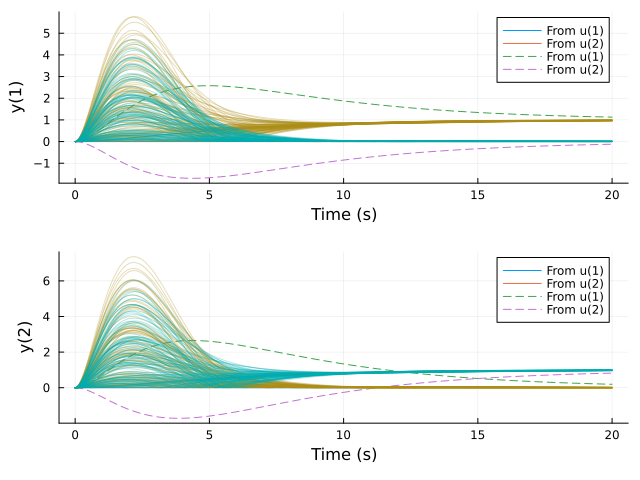 5
4
3
2
1
0
−1
y(1)
From u(1)
From u(2)
From u(1)
From u(2)
0 5 10 15 20
Time (s)
6
4
2
0
y(2)
From u(1)
From u(2)
From u(1)
From u(2)
0 5 10 15 20
Time (s)